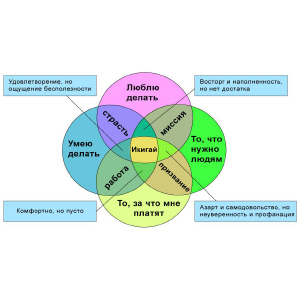 Удовлетворение, но
ощущение бесполезности
Люблю
делать
Восторг и наполненность,
но нет достатка
страсть
миссия
Умею
делать
Икигай
То, что
нужно
людям
работа
призвание
То, за что мне
платят
Комфортно, но пусто
Азарт и самодовольство, но
неуверенность и профанация